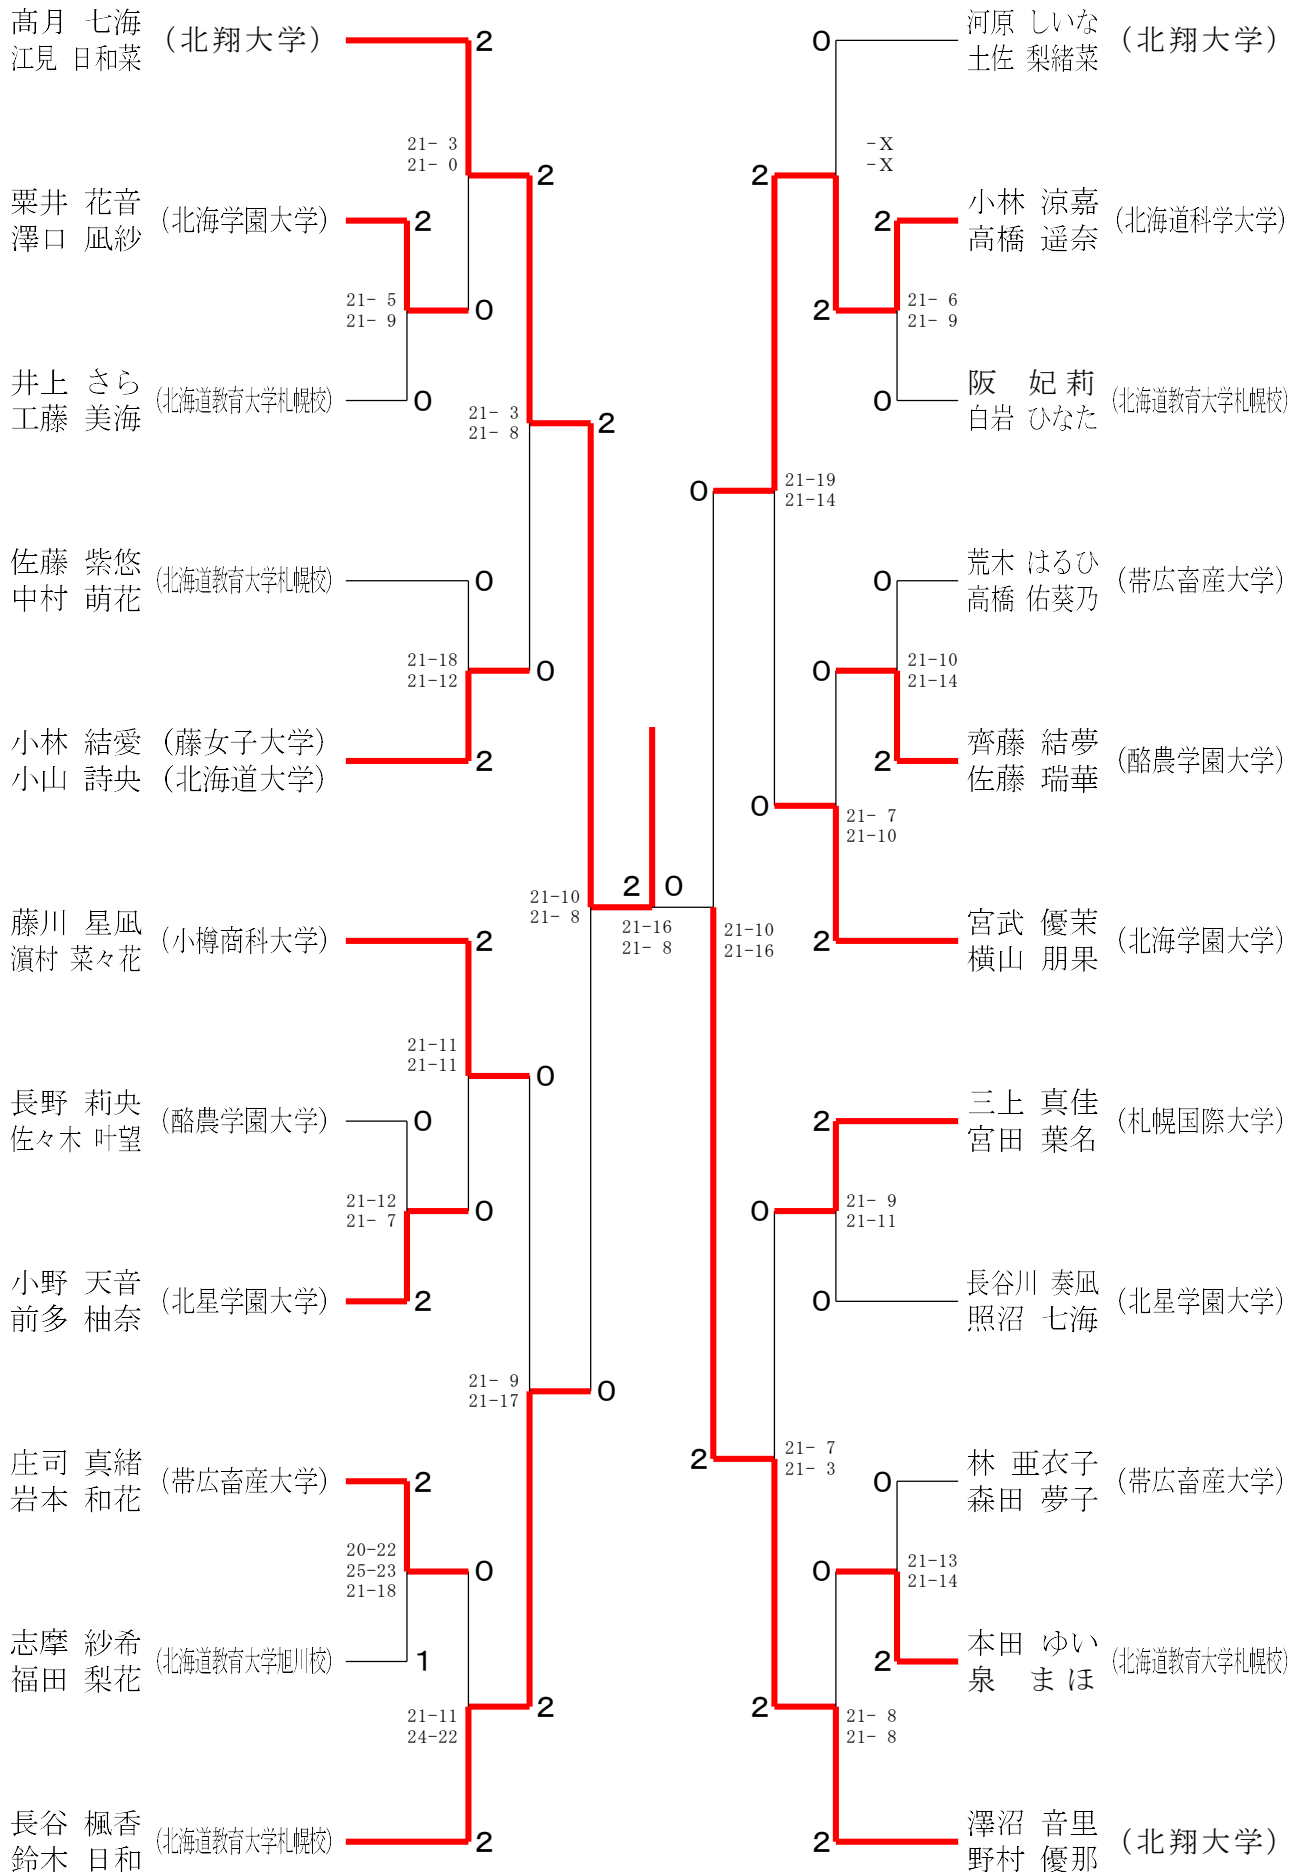 髙月 七海
江見 日和菜
(北翔大学)
2
21- 3
21- 0
2
粟井 花音
澤口 凪紗
(北海学園大学)
2
21- 5
21- 9
0
井上 さら
工藤 美海
(北海道教育大学札幌校)
0
21- 3
21- 8
2
佐藤 紫悠
中村 萌花
(北海道教育大学札幌校)
0
21-18
21-12
0
小林 結愛 (藤女子大学)
小山 詩央 (北海道大学)
2
21-10
21- 8
2
0
21-16
21- 8
藤川 星凪
濵村 菜々花
(小樽商科大学)
2
21-11
21-11
0
長野 莉央
佐々木 叶望
(酪農学園大学)
0
21-12
21- 7
0
小野 天音
前多 柚奈
(北星学園大学)
2
21- 9
21-17
0
庄司 真緒
岩本 和花
(帯広畜産大学)
2
20-22
25-23
21-18
0
志摩 紗希
福田 梨花
(北海道教育大学旭川校)
1
21-11
24-22
2
長谷 楓香
鈴木 日和
(北海道教育大学札幌校)
2
0
河原 しいな
土佐 梨緒菜
(北翔大学)
-X
-X
2
2
小林 涼嘉
高橋 遥奈
(北海道科学大学)
2
21- 6
21- 9
0
阪 妃莉
白岩 ひなた
(北海道教育大学札幌校)
0
21-19
21-14
0
荒木 はるひ
高橋 佑葵乃
(帯広畜産大学)
0
21-10
21-14
2
齊藤 結夢
佐藤 瑞華
(酪農学園大学)
0
21- 7
21-10
2
宮武 優茉
横山 朋果
(北海学園大学)
21-10
21-16
2
三上 真佳
宮田 葉名
(札幌国際大学)
0
21- 9
21-11
0
長谷川 奏凪
照沼 七海
(北星学園大学)
2
21- 7
21- 3
0
林 亜衣子
森田 夢子
(帯広畜産大学)
0
21-13
21-14
2
本田 ゆい
泉 まほ
(北海道教育大学札幌校)
2
21- 8
21- 8
2
澤沼 音里
野村 優那
(北翔大学)